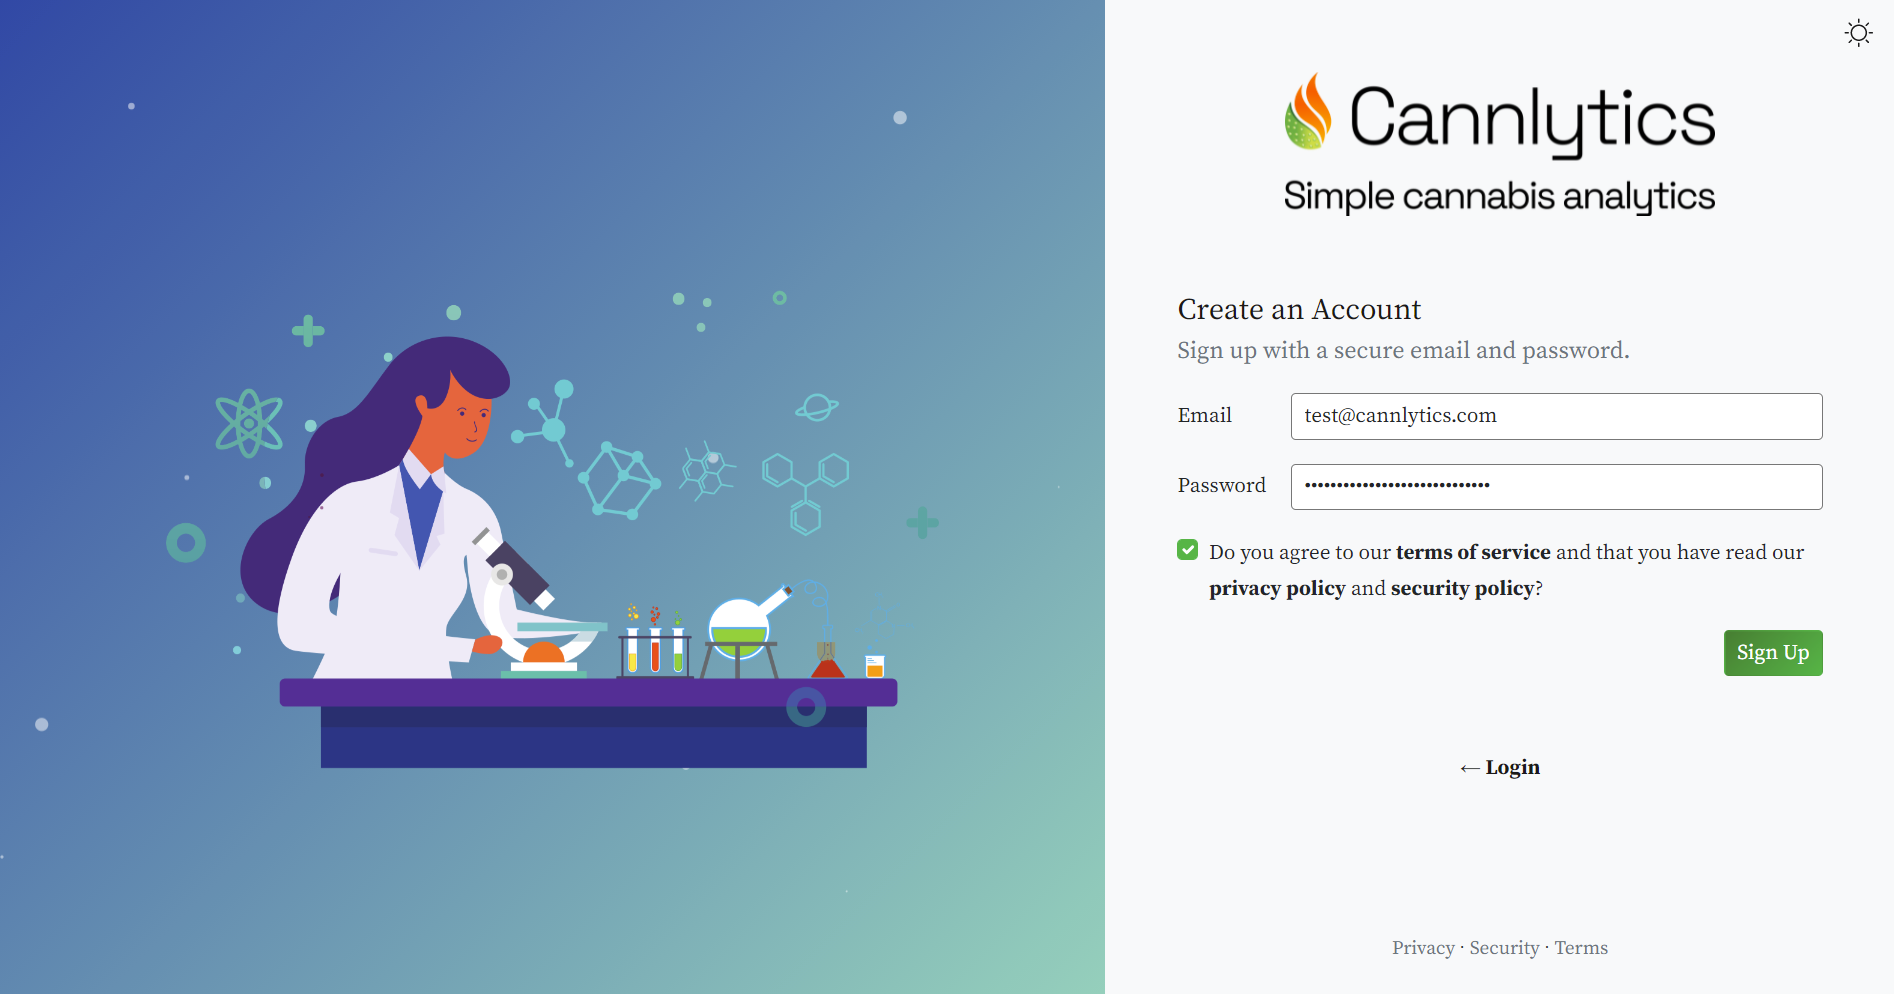 Cannlytics
Simple cannabis analytics
Create an Account
Sign up with a secure email and password.
Email
test@cannlytics.com
Password
•••••••••••••••••••••••••••••
Do you agree to our terms of service and that you have read our
privacy policy and security policy?
Sign Up
← Login
Privacy · Security · Terms